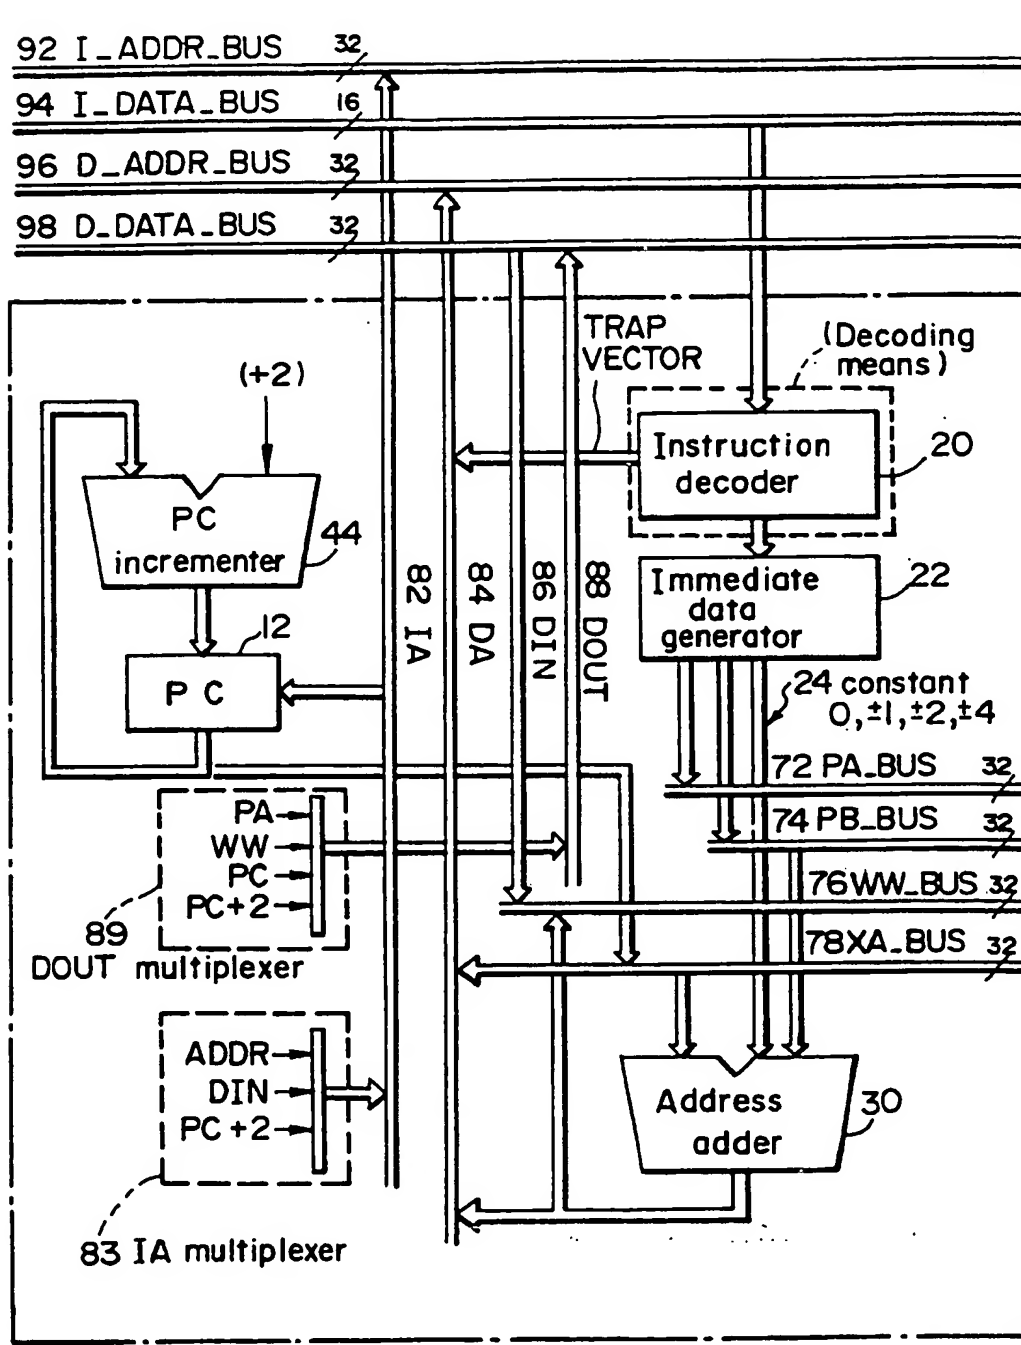 92 I_ADDR_BUS 32
94 I_DATA_BUS 16
96 D_ADDR_BUS 32
98 D_DATA_BUS 32
TRAP
VECTOR
(Decoding
means)
(+2)
Instruction
decoder
20
PC
incrementer
44
82 IA
84 DA
86 DIN
88 DOUT
Immediate
data
generator
22
12
PC
24 constant
0,±1,±2,±4
72 PA_BUS 32
74 PB_BUS 32
76 WW_BUS 32
78 XA_BUS 32
PA
WW
PC
PC+2
89
DOUT multiplexer
ADDR
DIN
PC+2
83 IA multiplexer
Address
adder
30